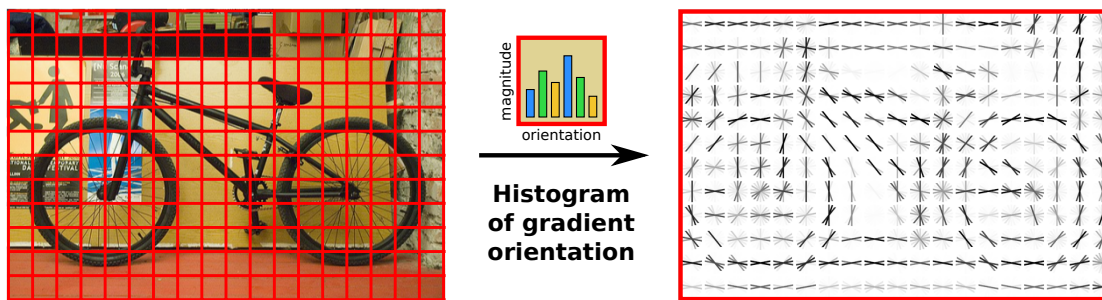 magnitude
orientation
Histogram
of gradient
orientation